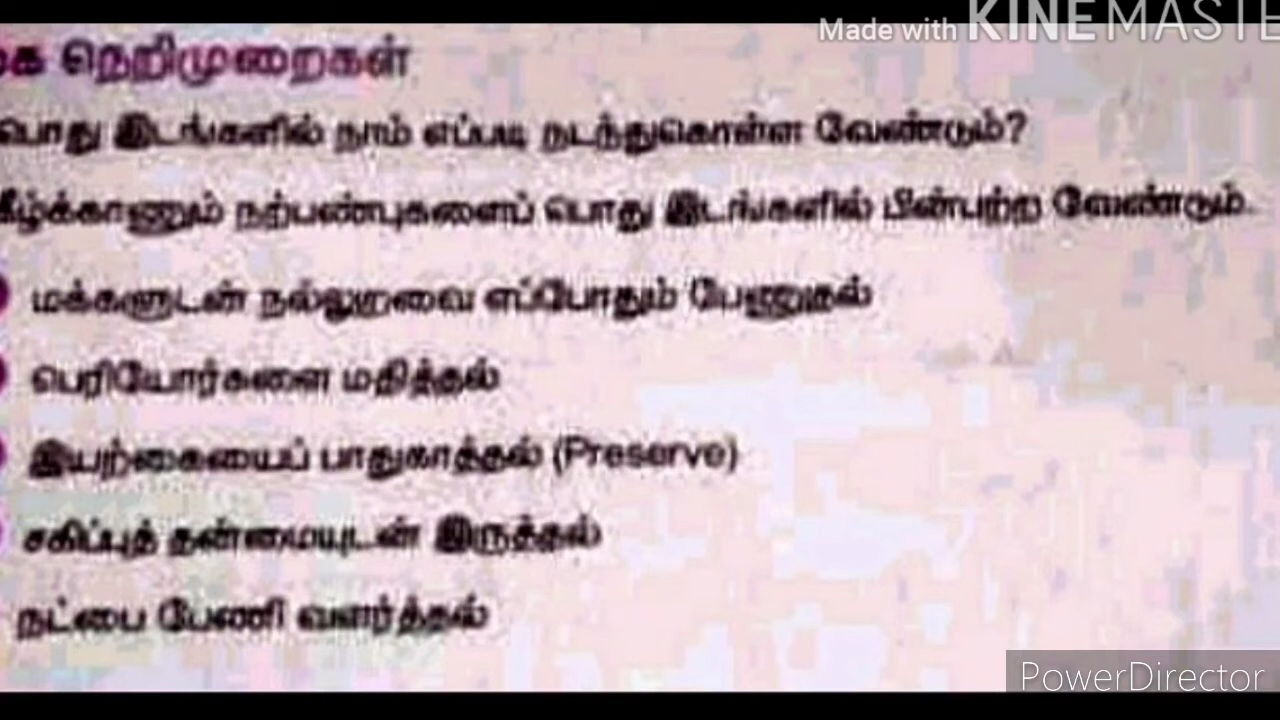 Made with KINEMASTE
நெறிமுறைகள்
பொது இடங்களில் நாம் எப்படி நடந்துகொள்ள வேண்டும்?
கீழ்க்காணும் நற்பண்புகளைப் பொது இடங்களில் பின்பற்ற வேண்டும்.
மக்களுடன் நல்லுறவை எப்போதும் பேணுதல்
பெரியோர்களை மதித்தல்
இயற்கையைப் பாதுகாத்தல் (Preserve)
சகிப்புத் தன்மையுடன் இருத்தல்
நட்பை பேணி வளர்த்தல்
PowerDirector